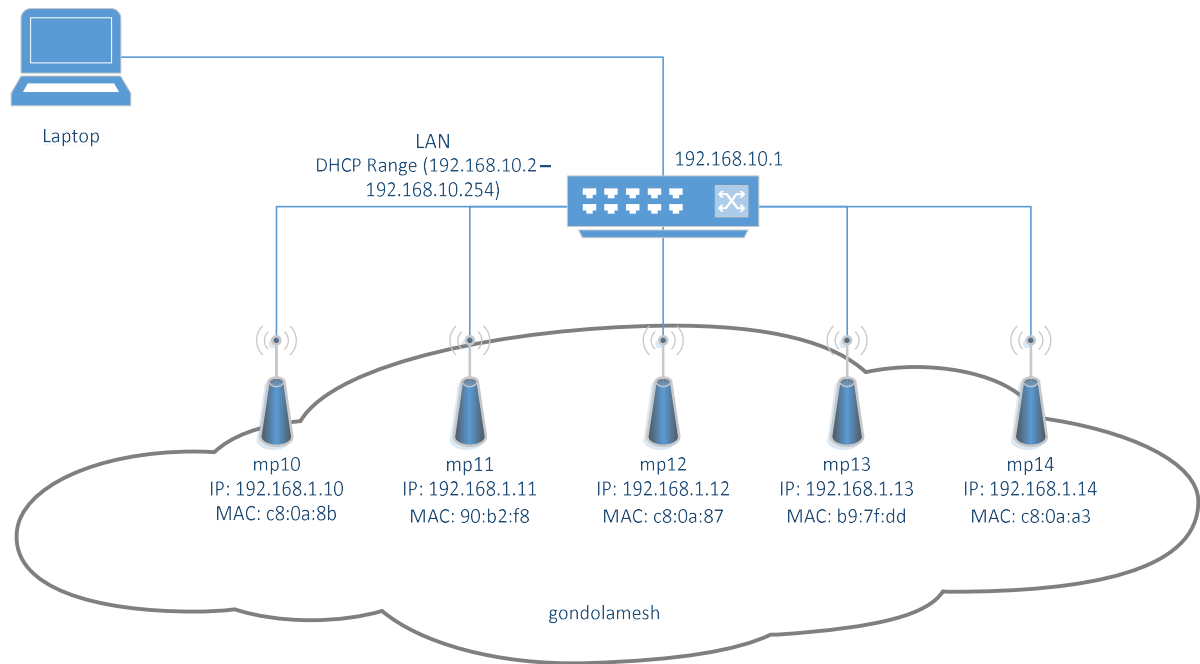 Laptop
LAN
DHCP Range (192.168.10.2 –
192.168.10.254)
192.168.10.1
mp10
IP: 192.168.1.10
MAC: c8:0a:8b
mp11
IP: 192.168.1.11
MAC: 90:b2:f8
mp12
IP: 192.168.1.12
MAC: c8:0a:87
mp13
IP: 192.168.1.13
MAC: b9:7f:dd
mp14
IP: 192.168.1.14
MAC: c8:0a:a3
gondolamesh